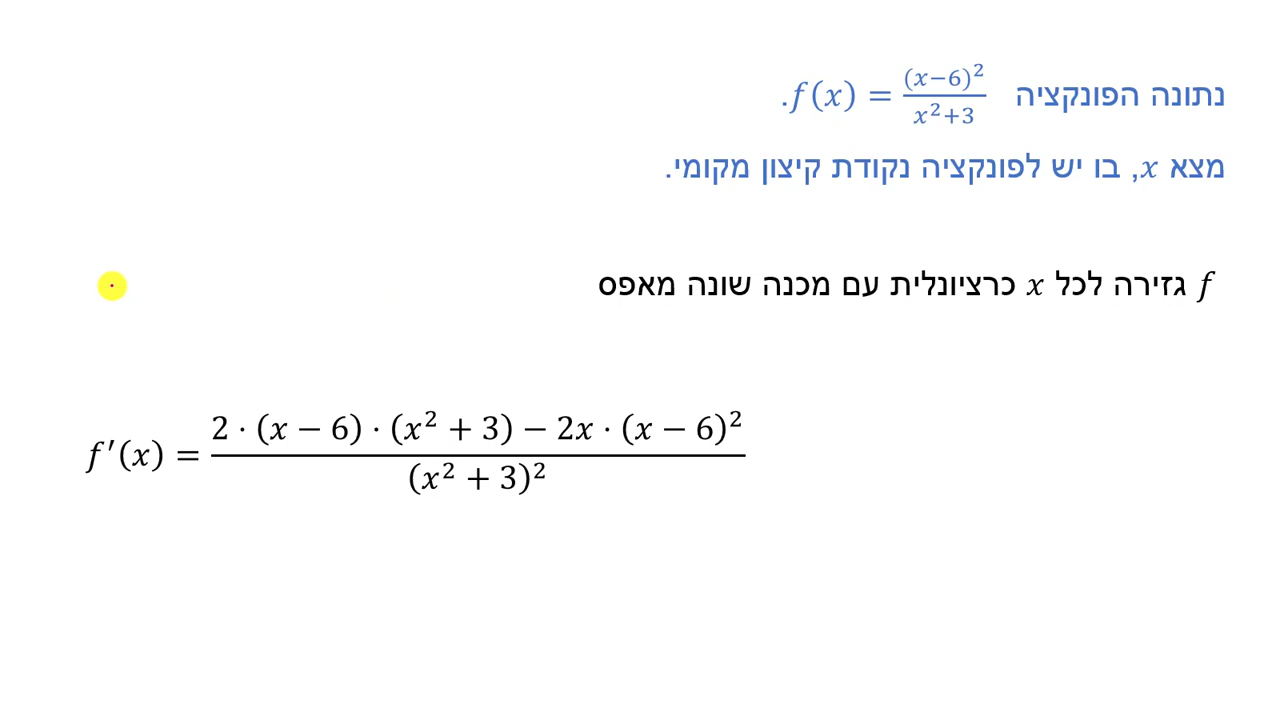 נתונה הפונקציה f(x) = (x−6)²/(x²+3).
מצא x, בו יש לפונקציה נקודת קיצון מקומי.
f גזירה לכל x כרציונלית עם מכנה שונה מאפס
f′(x) = (2 · (x − 6) · (x² + 3) − 2x · (x − 6)²)/((x² + 3)²)